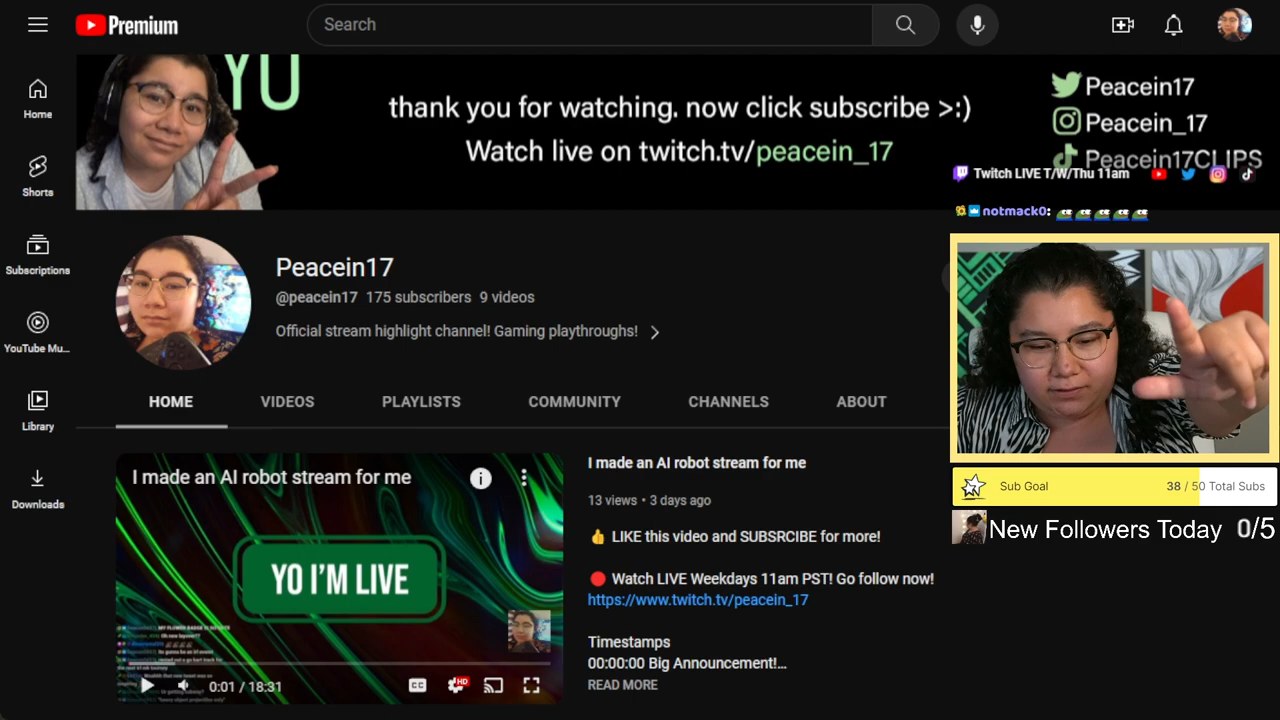 Premium
Search
Home
Shorts
Subscriptions
YouTube Mu...
Library
Downloads
YO
thank you for watching. now click subscribe >:)
Watch live on twitch.tv/peacein_17
Peacein17
Peacein_17
Peacein17CLIPS
Twitch LIVE T/W/Thu 11am
notmack0:
Peacein17
@peacein17 175 subscribers 9 videos
Official stream highlight channel! Gaming playthroughs!
HOME VIDEOS PLAYLISTS COMMUNITY CHANNELS ABOUT
I made an AI robot stream for me
YO I'M LIVE
0:01 / 18:31
CC
HD
I made an AI robot stream for me
13 views • 3 days ago
👍 LIKE this video and SUBSRCIBE for more!
🔴 Watch LIVE Weekdays 11am PST! Go follow now!
https://www.twitch.tv/peacein_17
Timestamps
00:00:00 Big Announcement!...
READ MORE
Sub Goal 38 / 50 Total Subs
New Followers Today 0/5